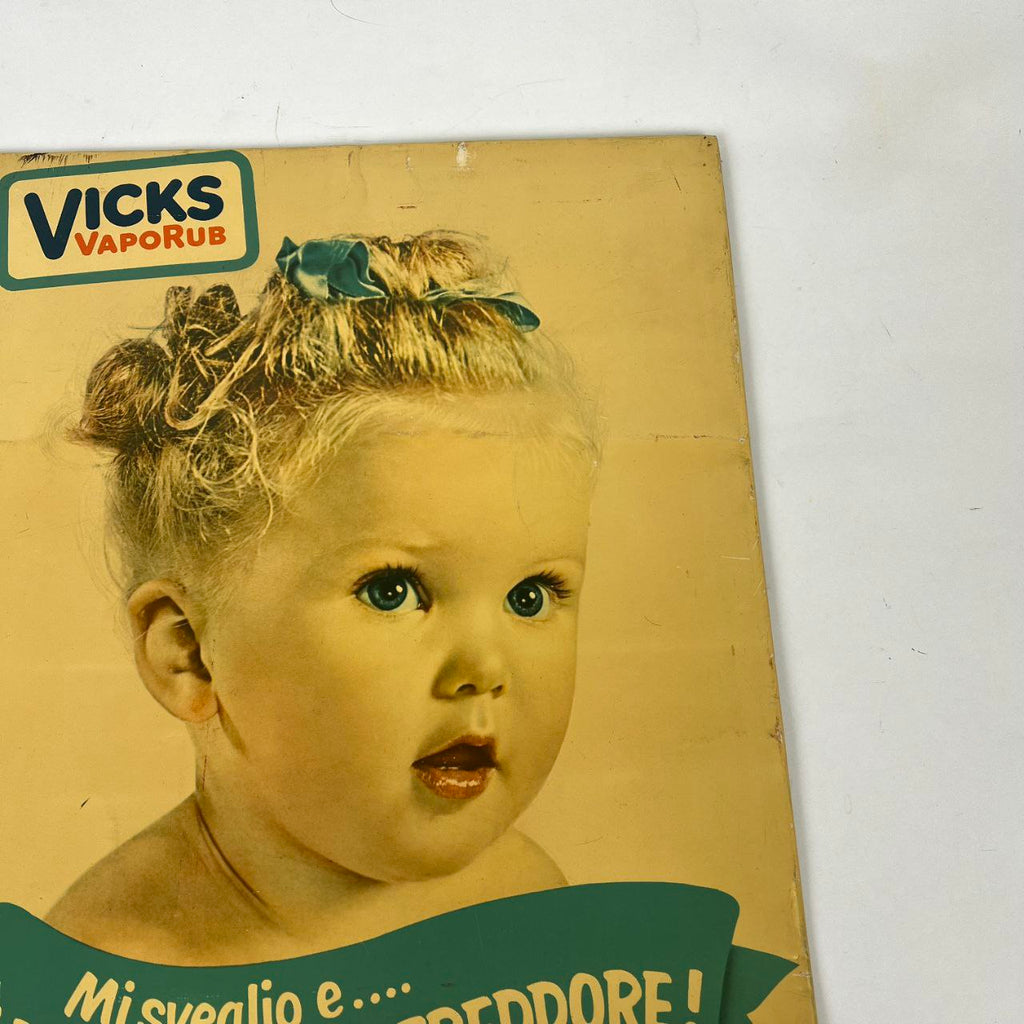 VICKS
VAPORUB
Mi sveglio e....
FREDDORE!